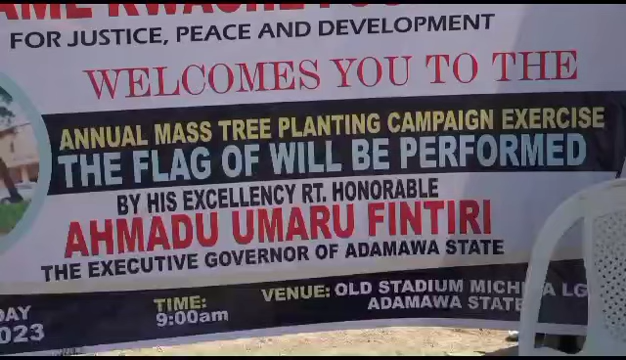 FOR JUSTICE, PEACE AND DEVELOPMENT
WELCOMES YOU TO THE
ANNUAL MASS TREE PLANTING CAMPAIGN EXERCISE
THE FLAG OF WILL BE PERFORMED
BY HIS EXCELLENCY RT. HONORABLE
AHMADU UMARU FINTIRI
THE EXECUTIVE GOVERNOR OF ADAMAWA STATE
TIME:
9:00am
VENUE: OLD STADIUM MICHIKA LG
ADAMAWA STATE
DAY
2023